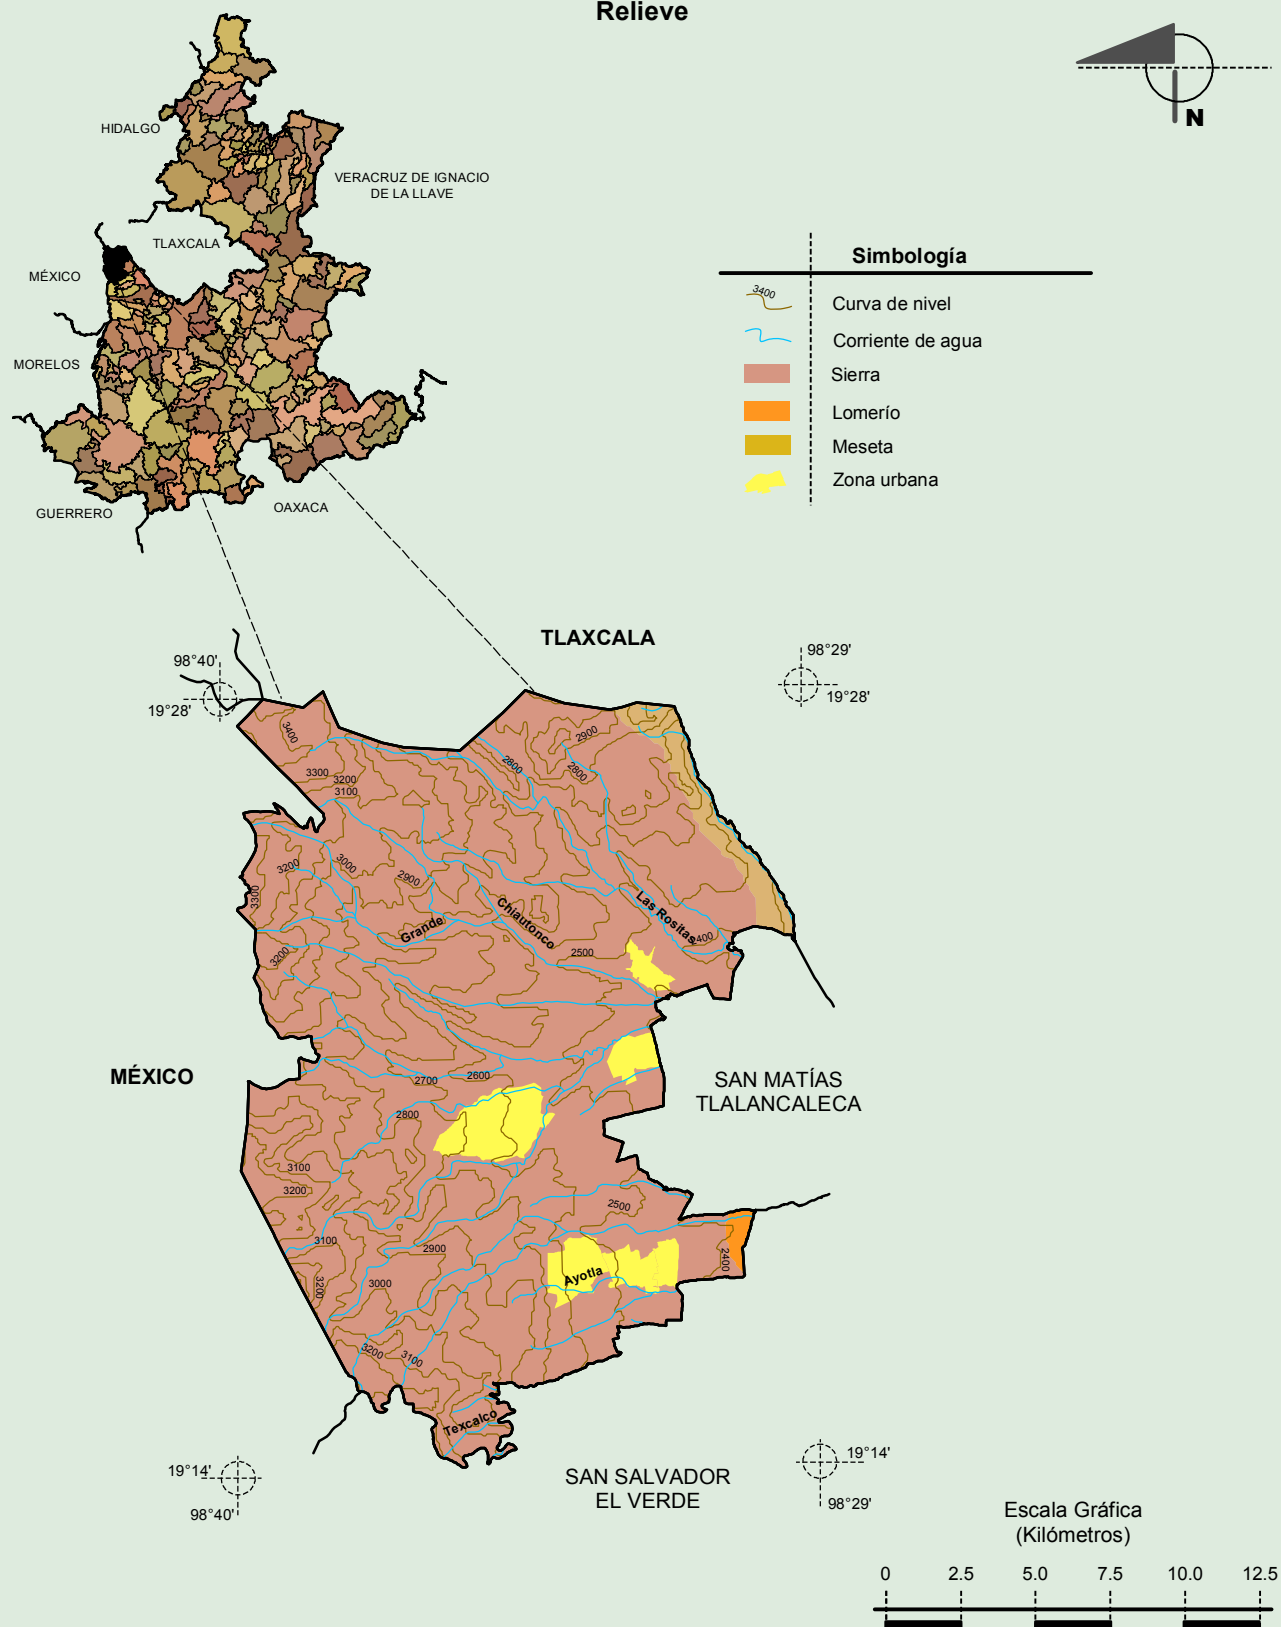 Relieve
N
HIDALGO
VERACRUZ DE IGNACIO
DE LA LLAVE
TLAXCALA
MÉXICO
MORELOS
GUERRERO
OAXACA
Simbología
3400
Curva de nivel
Corriente de agua
Sierra
Lomerío
Meseta
Zona urbana
TLAXCALA
98°40'
19°28'
98°29'
19°28'
3400
2900
2800
2800
3300
3200
3100
3200
3000
2900
3300
Grande
Chiautonco
Las Rositas
2400
2500
3200
MÉXICO
2700
2600
SAN MATÍAS
TLALANCALECA
2800
3100
3200
2500
3100
2900
2400
3200
3000
Ayotla
3200
3100
Texcalco
19°14'
98°40'
SAN SALVADOR
EL VERDE
19°14'
98°29'
Escala Gráfica
(Kilómetros)
0 2.5 5.0 7.5 10.0 12.5